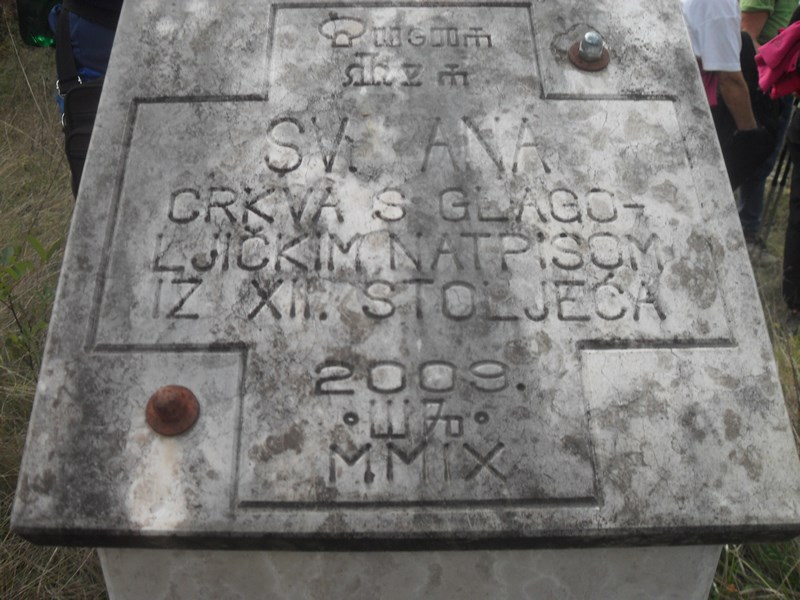 SV. ANA
CRKVA S GLAGO-
LJIČKIM NATPISOM
IZ XII. STOLJEĆA
2009.
MMIX